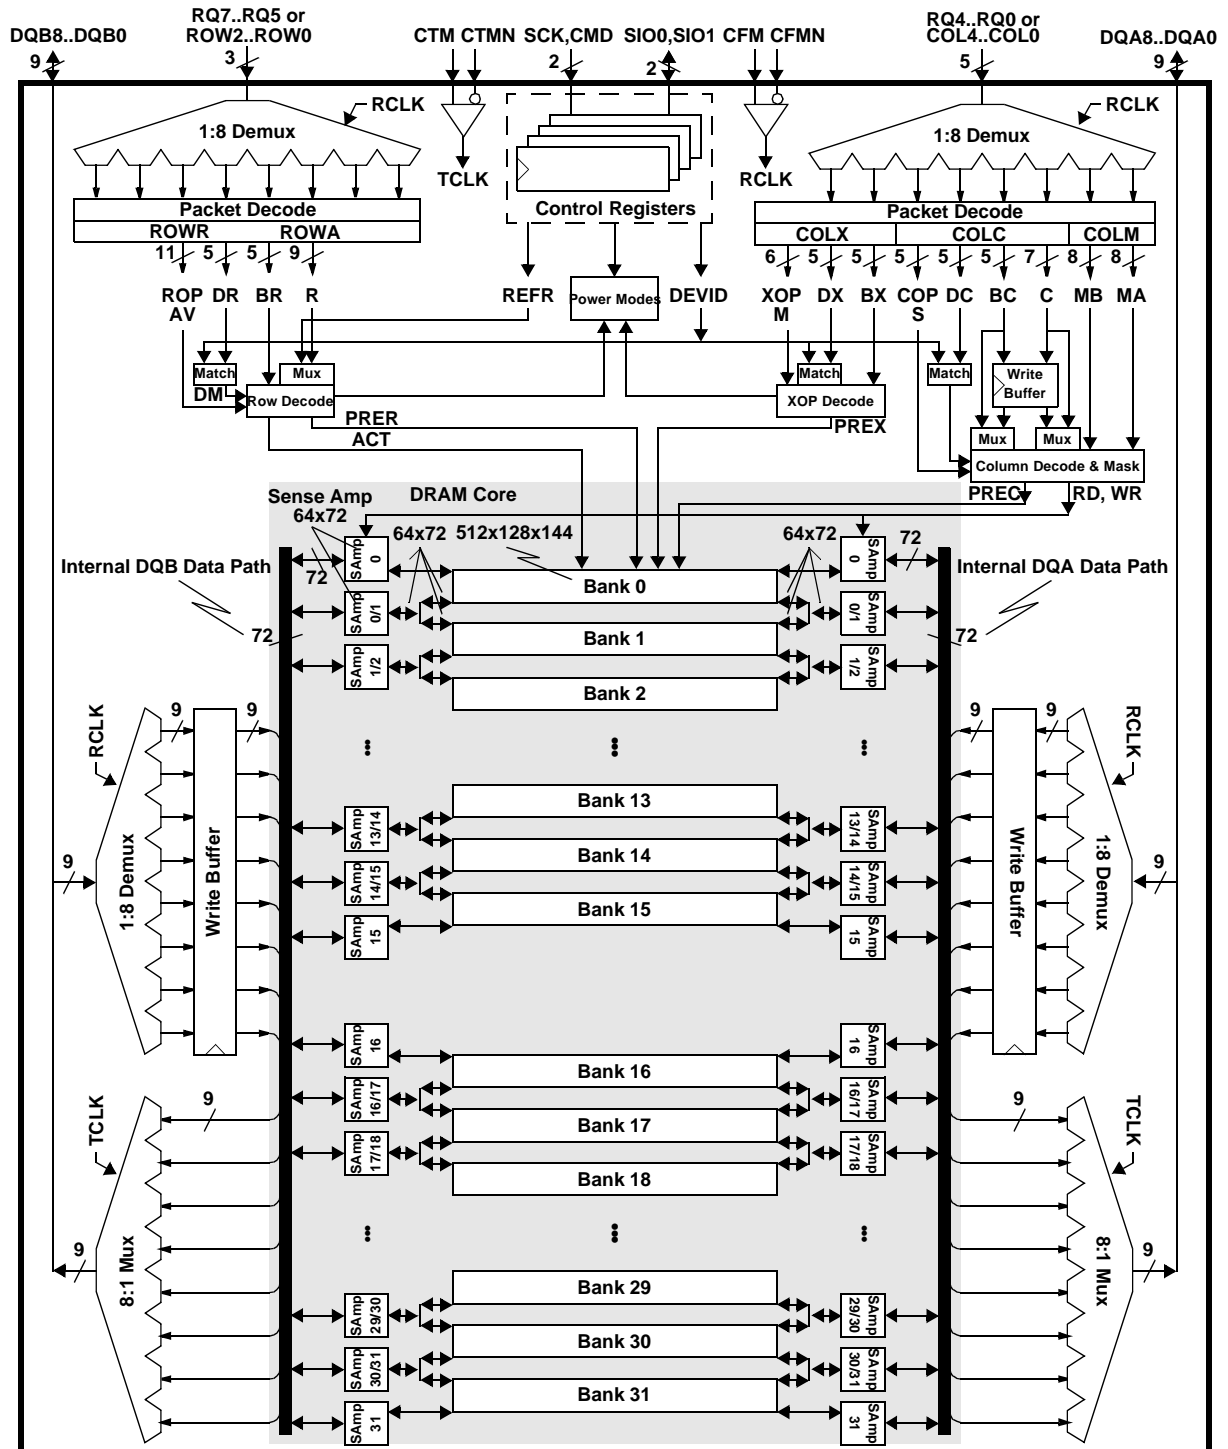 RQ7..RQ5 or
RQ4..RQ0 or
DQB8..DQB0
ROW2..ROW0
CTM CTMN
SCK,CMD
SIO0,SIO1
CFM CFMN
COL4..COL0
DQA8..DQA0
9
3
2
2
5
9
RCLK
1:8 Demux
TCLK
Control Registers
RCLK
RCLK
1:8 Demux
Packet Decode
ROWR
ROWA
Packet Decode
COLX
COLC
COLM
11
5
5
9
6
5
5
5
5
5
7
8
8
ROP
AV
DR
BR
R
REFR
Power Modes
DEVID
XOP
M
DX
BX
COP
S
DC
BC
C
MB
MA
Match
Mux
DM
Row Decode
Match
XOP Decode
Match
Write
Buffer
Mux
Mux
Column Decode & Mask
PRER
ACT
PREX
PREC
RD, WR
Sense Amp
64x72
DRAM Core
64x72
512x128x144
64x72
72
72
Internal DQB Data Path
Internal DQA Data Path
72
72
SAmp
0
Bank 0
SAmp
0
SAmp
0/1
Bank 1
SAmp
0/1
SAmp
1/2
Bank 2
SAmp
1/2
RCLK
9
9
9
9
RCLK
Bank 13
SAmp
13/14
Bank 14
SAmp
13/14
SAmp
14/15
Bank 15
SAmp
14/15
SAmp
15
SAmp
15
9
1:8 Demux
Write Buffer
Write Buffer
1:8 Demux
9
SAmp
16
Bank 16
SAmp
16
SAmp
16/17
Bank 17
SAmp
16/17
SAmp
17/18
Bank 18
SAmp
17/18
TCLK
9
9
TCLK
9
8:1 Mux
8:1 Mux
9
Bank 29
SAmp
29/30
Bank 30
SAmp
29/30
SAmp
30/31
Bank 31
SAmp
30/31
SAmp
31
SAmp
31